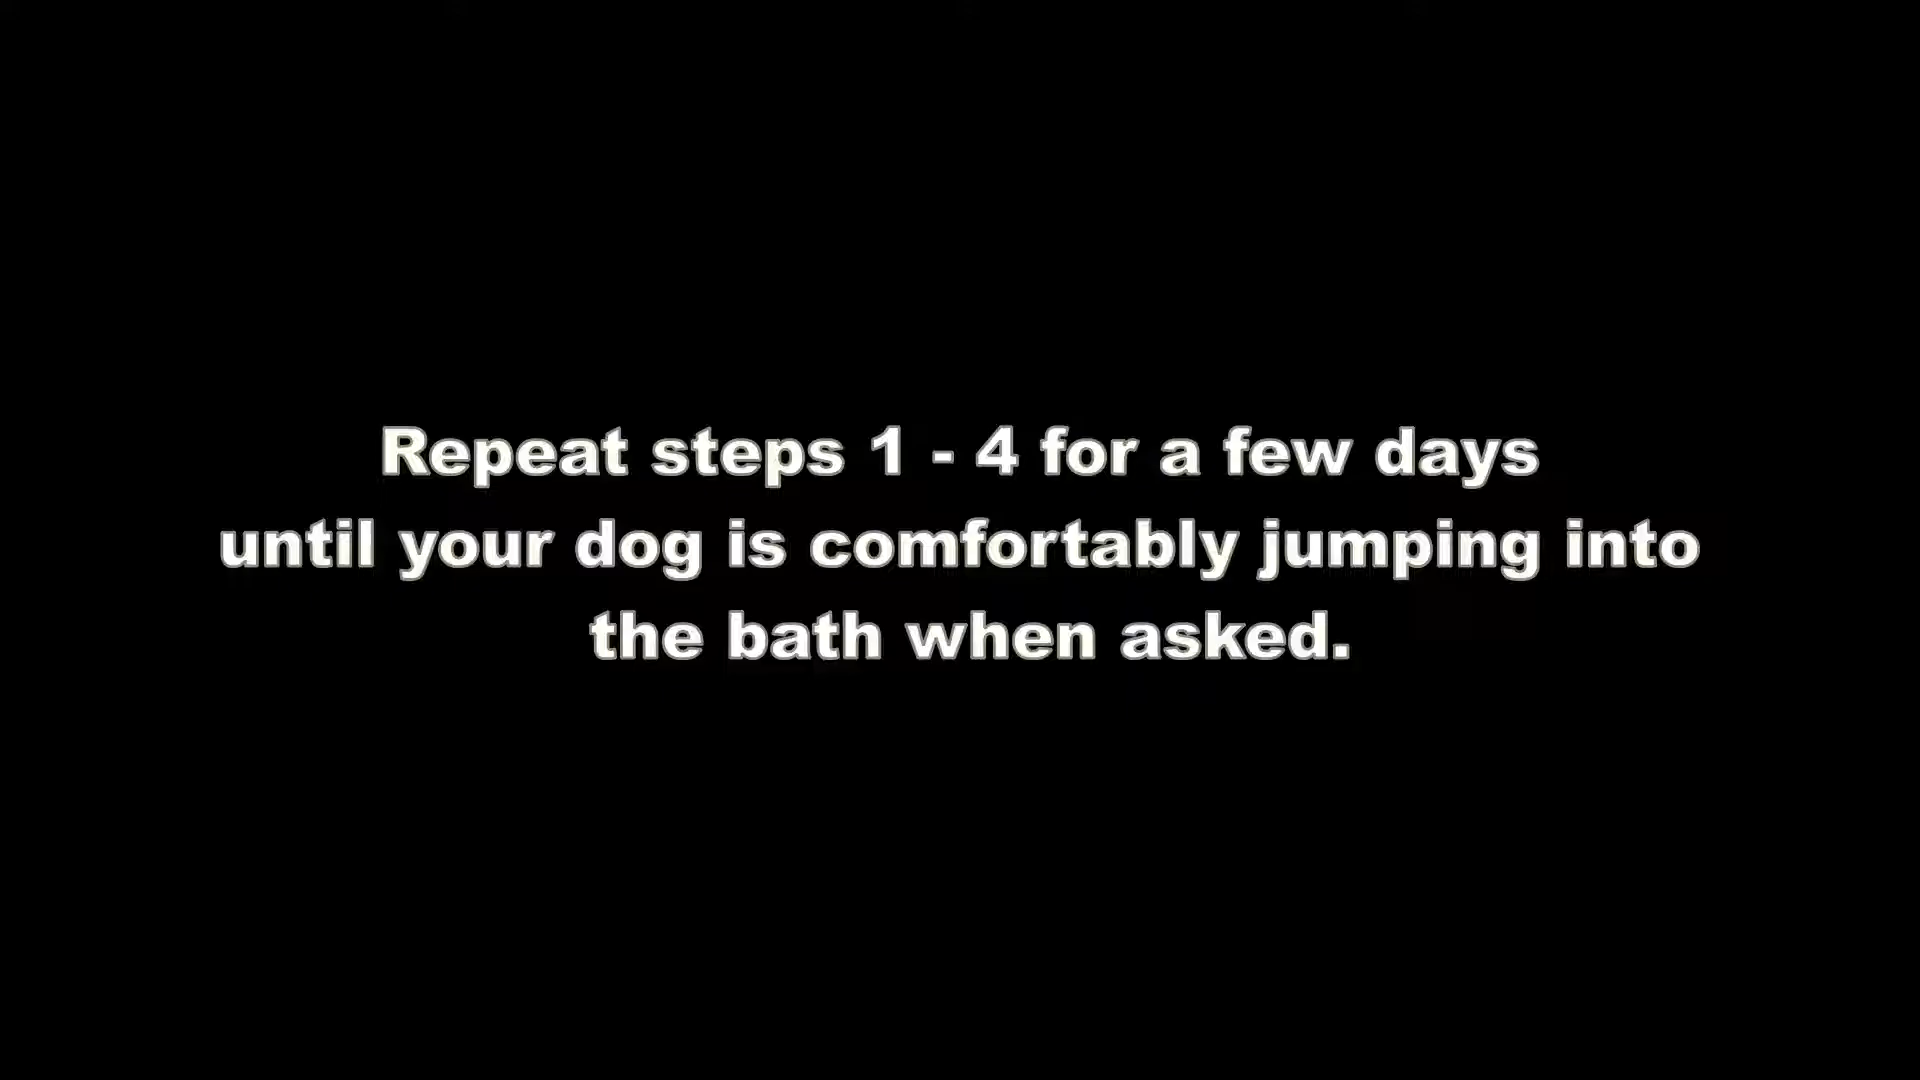 Repeat steps 1 - 4 for a few days
until your dog is comfortably jumping into
the bath when asked.